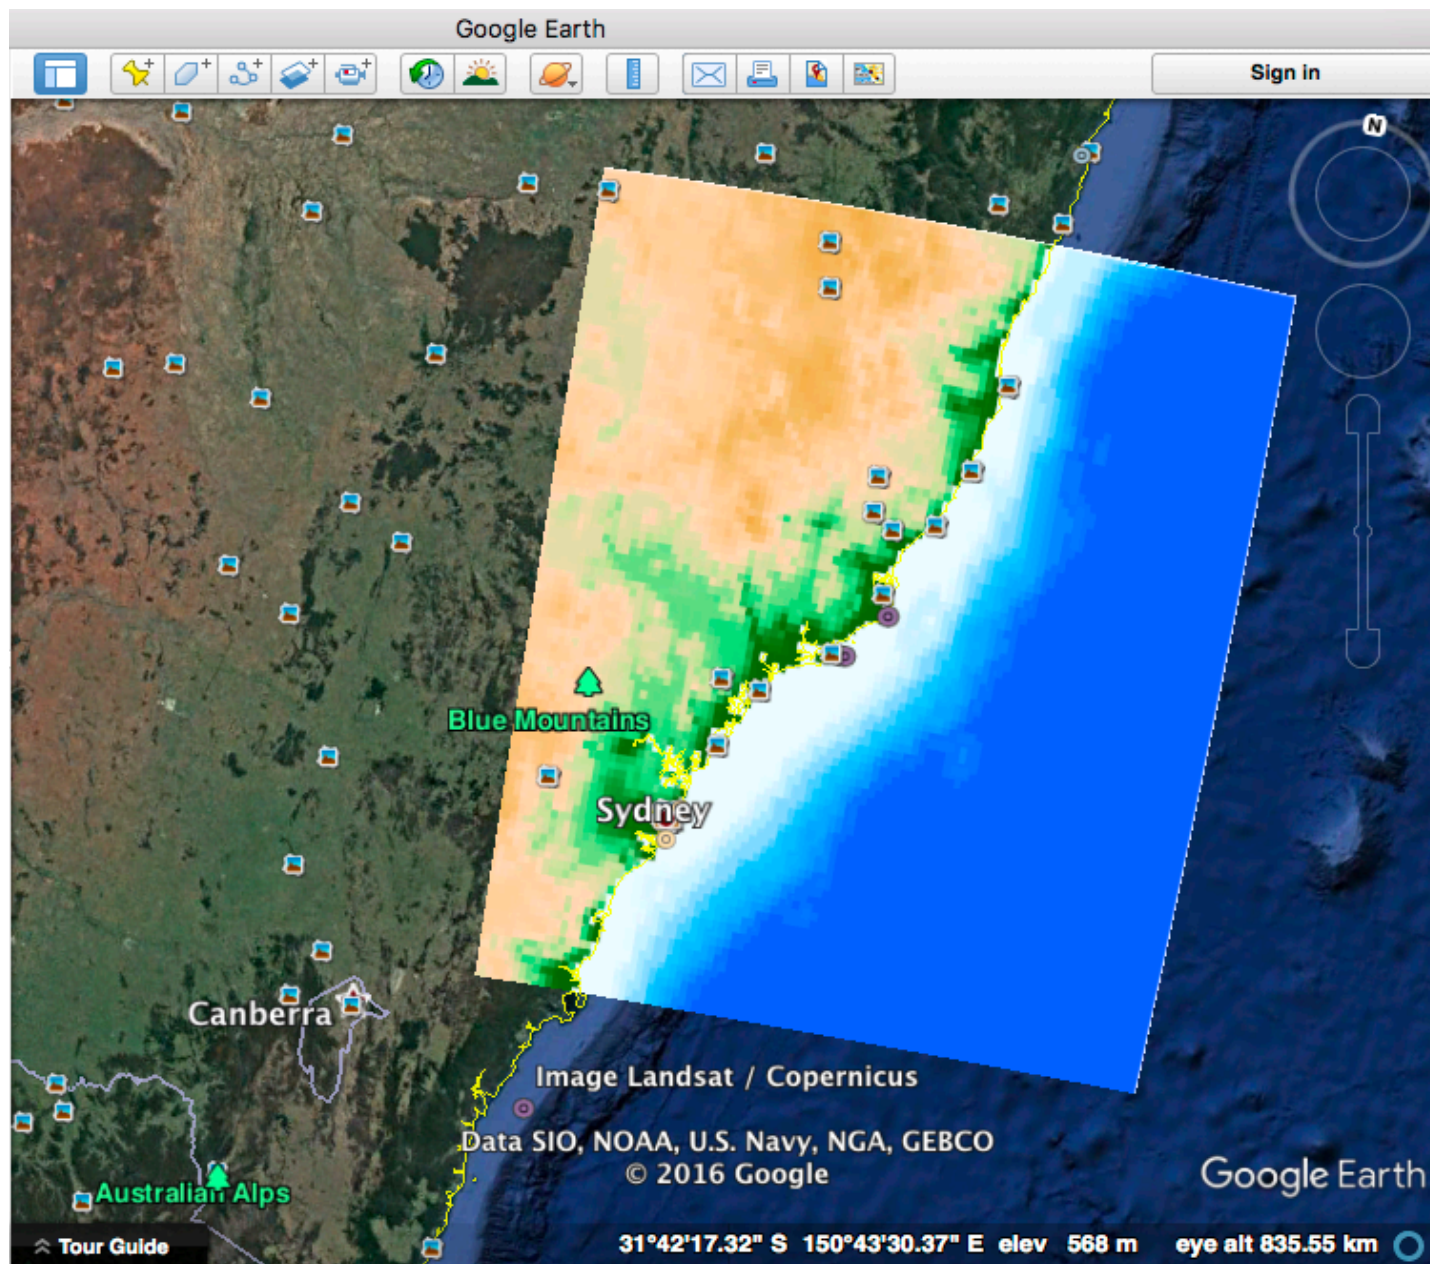 Google Earth
Sign in
N
Blue Mountains
Sydney
Canberra
Image Landsat / Copernicus
Data SIO, NOAA, U.S. Navy, NGA, GEBCO
© 2016 Google
Google Earth
Australian Alps
Tour Guide
31°42'17.32" S 150°43'30.37" E elev 568 m eye alt 835.55 km